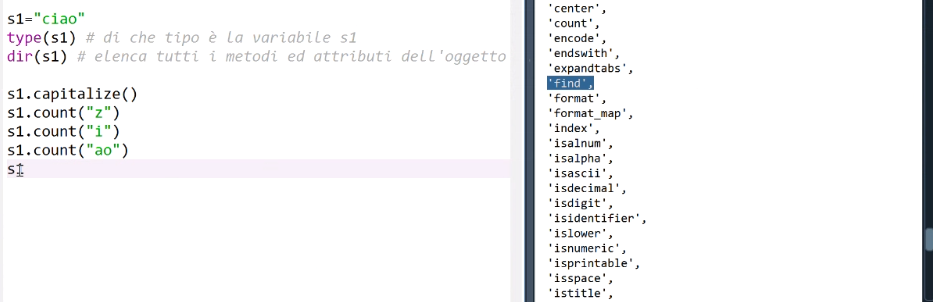 s1="ciao"
type(s1) # di che tipo è la variabile s1
dir(s1) # elenca tutti i metodi ed attributi dell'oggetto
s1.capitalize()
s1.count("z")
s1.count("i")
s1.count("ao")
s1
'center',
'count',
'encode',
'endswith',
'expandtabs',
'find',
'format',
'format_map',
'index',
'isalnum',
'isalpha',
'isascii',
'isdecimal',
'isdigit',
'isidentifier',
'islower',
'isnumeric',
'isprintable',
'isspace',
'istitle',